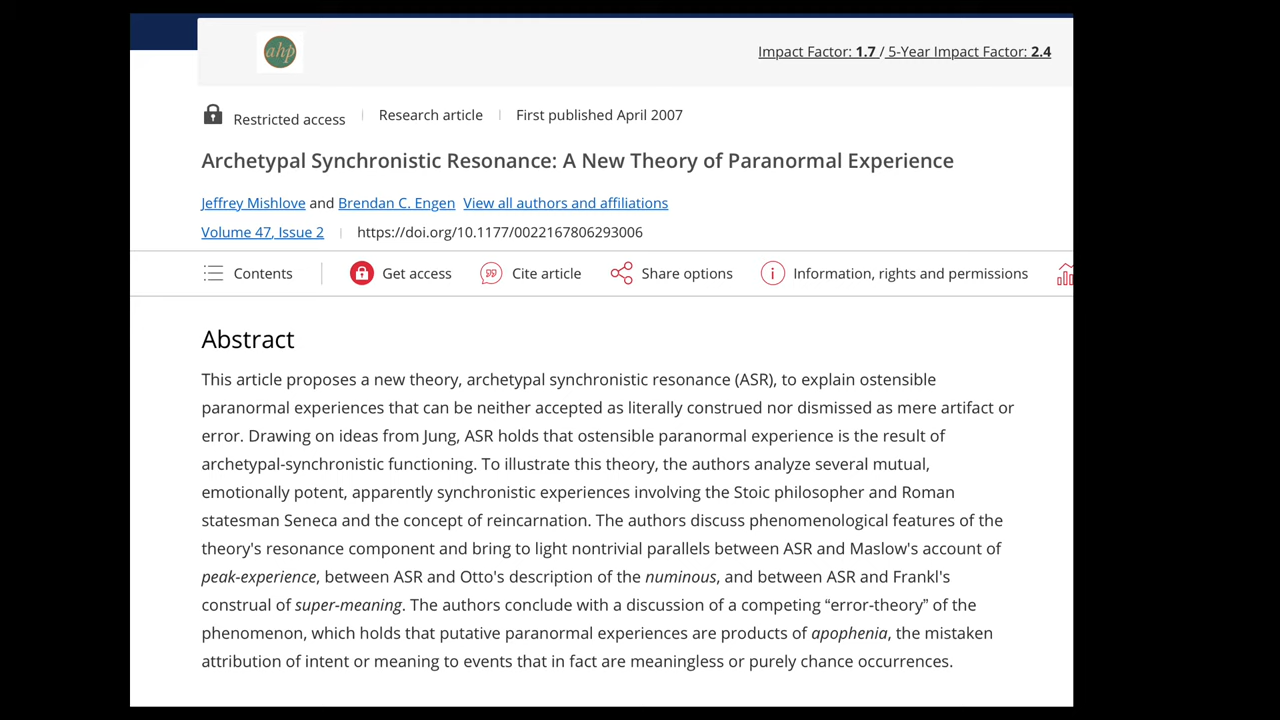 ahp
Impact Factor: 1.7 / 5-Year Impact Factor: 2.4
Restricted access | Research article | First published April 2007
Archetypal Synchronistic Resonance: A New Theory of Paranormal Experience
Jeffrey Mishlove and Brendan C. Engen View all authors and affiliations
Volume 47, Issue 2 | https://doi.org/10.1177/0022167806293006
Contents | Get access Cite article Share options Information, rights and permissions
Abstract
This article proposes a new theory, archetypal synchronistic resonance (ASR), to explain ostensible
paranormal experiences that can be neither accepted as literally construed nor dismissed as mere artifact or
error. Drawing on ideas from Jung, ASR holds that ostensible paranormal experience is the result of
archetypal-synchronistic functioning. To illustrate this theory, the authors analyze several mutual,
emotionally potent, apparently synchronistic experiences involving the Stoic philosopher and Roman
statesman Seneca and the concept of reincarnation. The authors discuss phenomenological features of the
theory's resonance component and bring to light nontrivial parallels between ASR and Maslow's account of
peak-experience, between ASR and Otto's description of the numinous, and between ASR and Frankl's
construal of super-meaning. The authors conclude with a discussion of a competing “error-theory” of the
phenomenon, which holds that putative paranormal experiences are products of apophenia, the mistaken
attribution of intent or meaning to events that in fact are meaningless or purely chance occurrences.